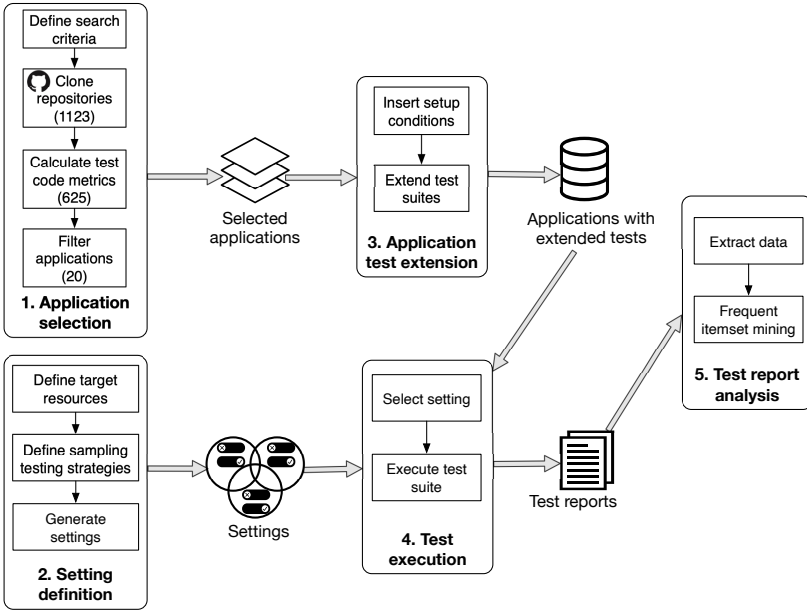 Define search
criteria
Clone
repositories
(1123)
Calculate test
code metrics
(625)
Filter
applications
(20)
1. Application
selection
Selected
applications
Insert setup
conditions
Extend test
suites
3. Application
test extension
Applications with
extended tests
Define target
resources
Define sampling
testing strategies
Generate
settings
2. Setting
definition
Settings
Select setting
Execute test
suite
4. Test
execution
Test reports
Extract data
Frequent
itemset mining
5. Test report
analysis